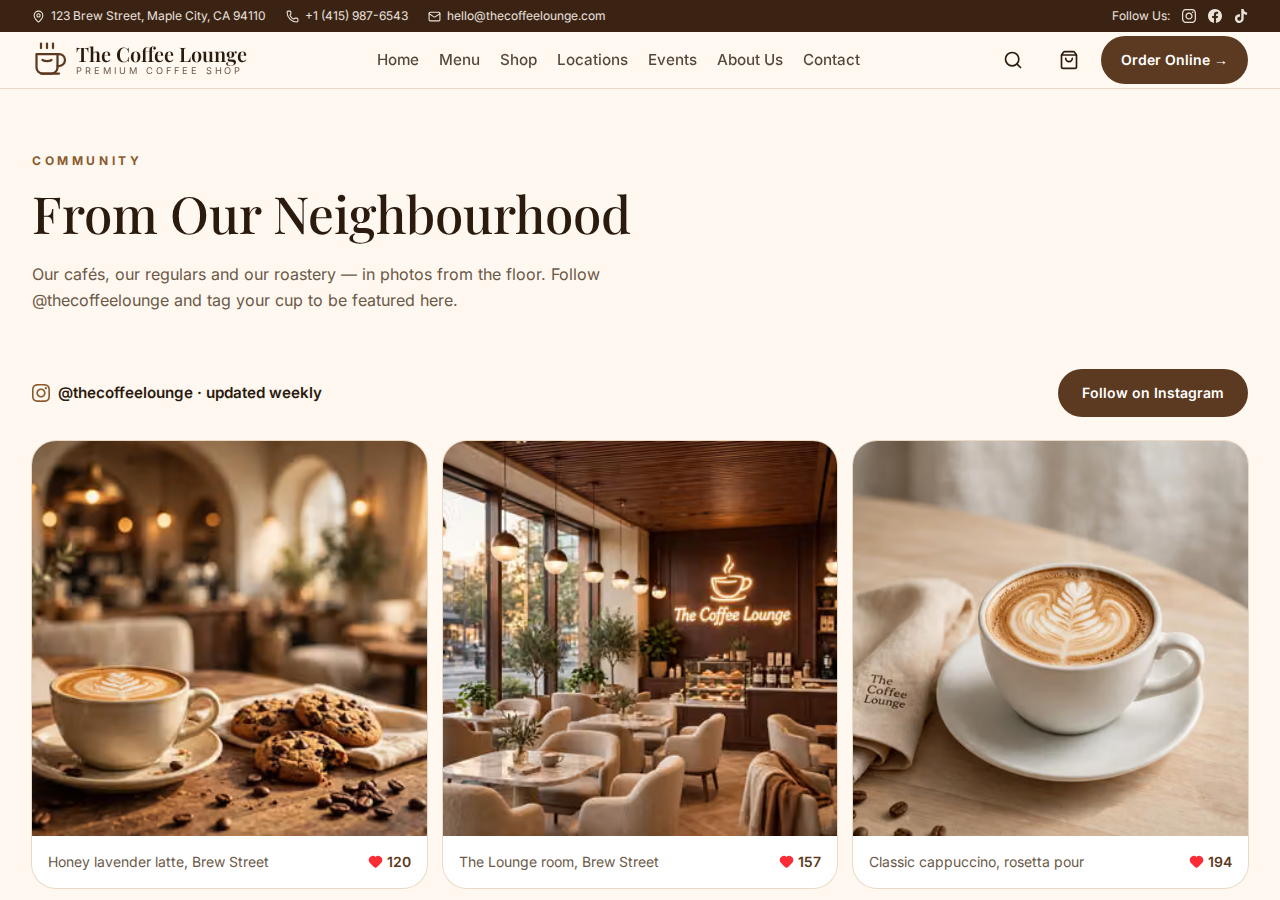 123 Brew Street, Maple City, CA 94110
+1 (415) 987-6543
hello@thecoffeelounge.com
Follow Us:
The Coffee Lounge
PREMIUM COFFEE SHOP
Home
Menu
Shop
Locations
Events
About Us
Contact
Order Online →
COMMUNITY
From Our Neighbourhood
Our cafés, our regulars and our roastery — in photos from the floor. Follow
@thecoffeelounge and tag your cup to be featured here.
@thecoffeelounge · updated weekly
Follow on Instagram
The Coffee Lounge
The
Coffee
Lounge
Honey lavender latte, Brew Street
120
The Lounge room, Brew Street
157
Classic cappuccino, rosetta pour
194